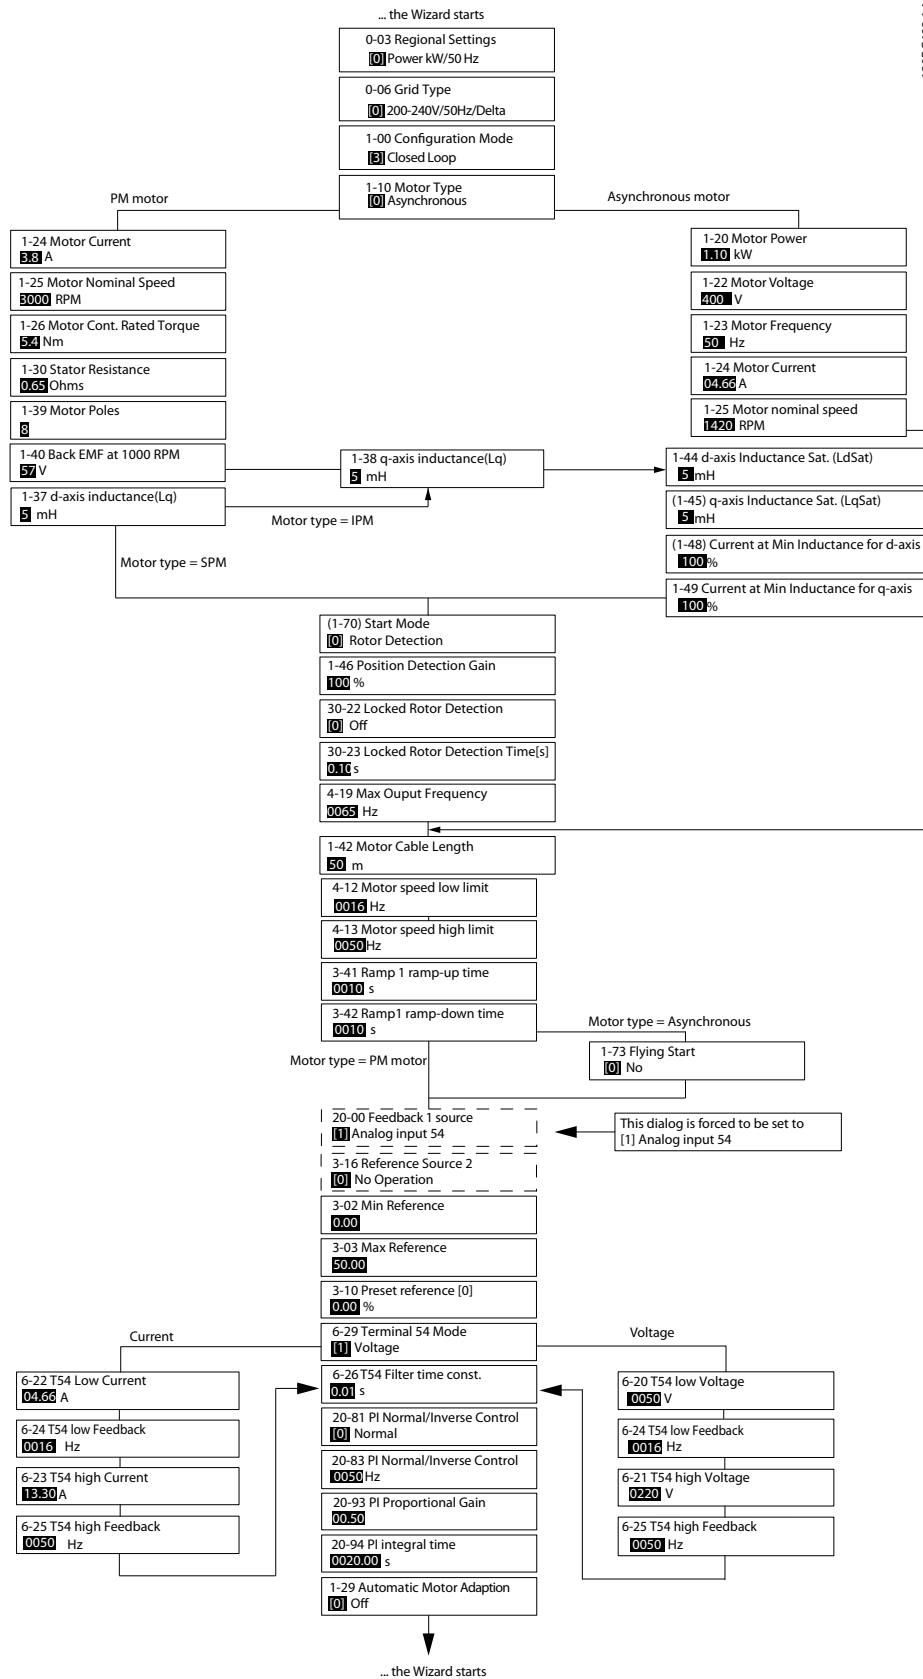 ... the Wizard starts
0-03 Regional Settings
[0] Power kW/50 Hz
0-06 Grid Type
[0] 200-240V/50Hz/Delta
1-00 Configuration Mode
[3] Closed Loop
1-10 Motor Type
[0] Asynchronous
PM motor
Asynchronous motor
1-24 Motor Current
3.8 A
1-25 Motor Nominal Speed
3000 RPM
1-26 Motor Cont. Rated Torque
5.4 Nm
1-30 Stator Resistance
0.65 Ohms
1-39 Motor Poles
8
1-40 Back EMF at 1000 RPM
57 V
1-37 d-axis inductance(Lq)
5 mH
1-20 Motor Power
1.10 kW
1-22 Motor Voltage
400 V
1-23 Motor Frequency
50 Hz
1-24 Motor Current
04.66 A
1-25 Motor nominal speed
1420 RPM
1-38 q-axis inductance(Lq)
5 mH
Motor type = IPM
Motor type = SPM
1-44 d-axis Inductance Sat. (LdSat)
5 mH
(1-45) q-axis Inductance Sat. (LqSat)
5 mH
(1-48) Current at Min Inductance for d-axis
100 %
1-49 Current at Min Inductance for q-axis
100 %
(1-70) Start Mode
[0] Rotor Detection
1-46 Position Detection Gain
100 %
30-22 Locked Rotor Detection
[0] Off
30-23 Locked Rotor Detection Time[s]
0.10 s
4-19 Max Ouput Frequency
0065 Hz
1-42 Motor Cable Length
50 m
4-12 Motor speed low limit
0016 Hz
4-13 Motor speed high limit
0050 Hz
3-41 Ramp 1 ramp-up time
0010 s
3-42 Ramp1 ramp-down time
0010 s
Motor type = Asynchronous
Motor type = PM motor
1-73 Flying Start
[0] No
20-00 Feedback 1 source
[1] Analog input 54
This dialog is forced to be set to
[1] Analog input 54
3-16 Reference Source 2
[0] No Operation
3-02 Min Reference
0.00
3-03 Max Reference
50.00
3-10 Preset reference [0]
0.00 %
Current
6-29 Terminal 54 Mode
[1] Voltage
Voltage
6-22 T54 Low Current
04.66 A
6-24 T54 low Feedback
0016 Hz
6-23 T54 high Current
13.30 A
6-25 T54 high Feedback
0050 Hz
6-26 T54 Filter time const.
0.01 s
20-81 PI Normal/Inverse Control
[0] Normal
20-83 PI Normal/Inverse Control
0050 Hz
20-93 PI Proportional Gain
00.50
20-94 PI integral time
0020.00 s
1-29 Automatic Motor Adaption
[0] Off
6-20 T54 low Voltage
0050 V
6-24 T54 low Feedback
0016 Hz
6-21 T54 high Voltage
0220 V
6-25 T54 high Feedback
0050 Hz
... the Wizard starts